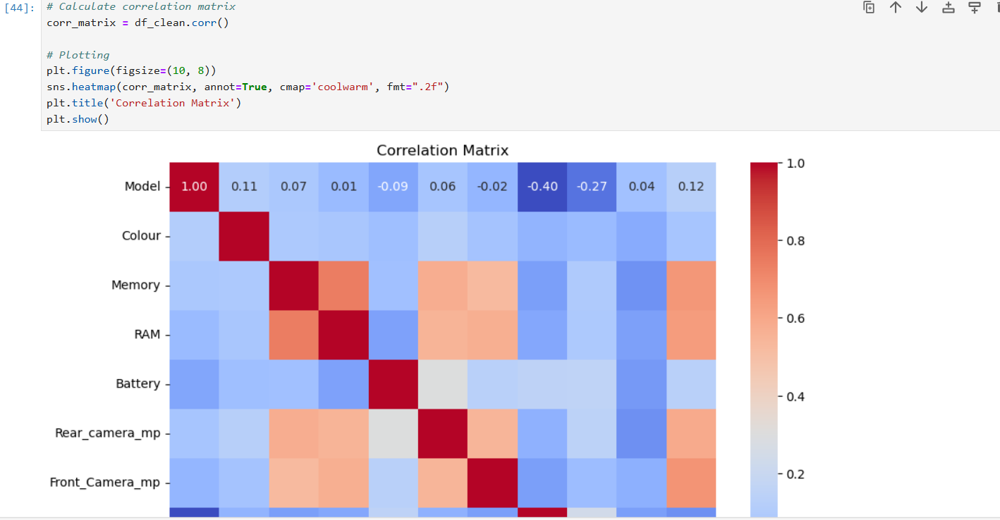 [44]:
# Calculate correlation matrix
corr_matrix = df_clean.corr()
# Plotting
plt.figure(figsize=(10, 8))
sns.heatmap(corr_matrix, annot=True, cmap='coolwarm', fmt=".2f")
plt.title('Correlation Matrix')
plt.show()
Correlation Matrix
Model 1.00 0.11 0.07 0.01 -0.09 0.06 -0.02 -0.40 -0.27 0.04 0.12
Colour
Memory
RAM
Battery
Rear_camera_mp
Front_Camera_mp
1.0
0.8
0.6
0.4
0.2